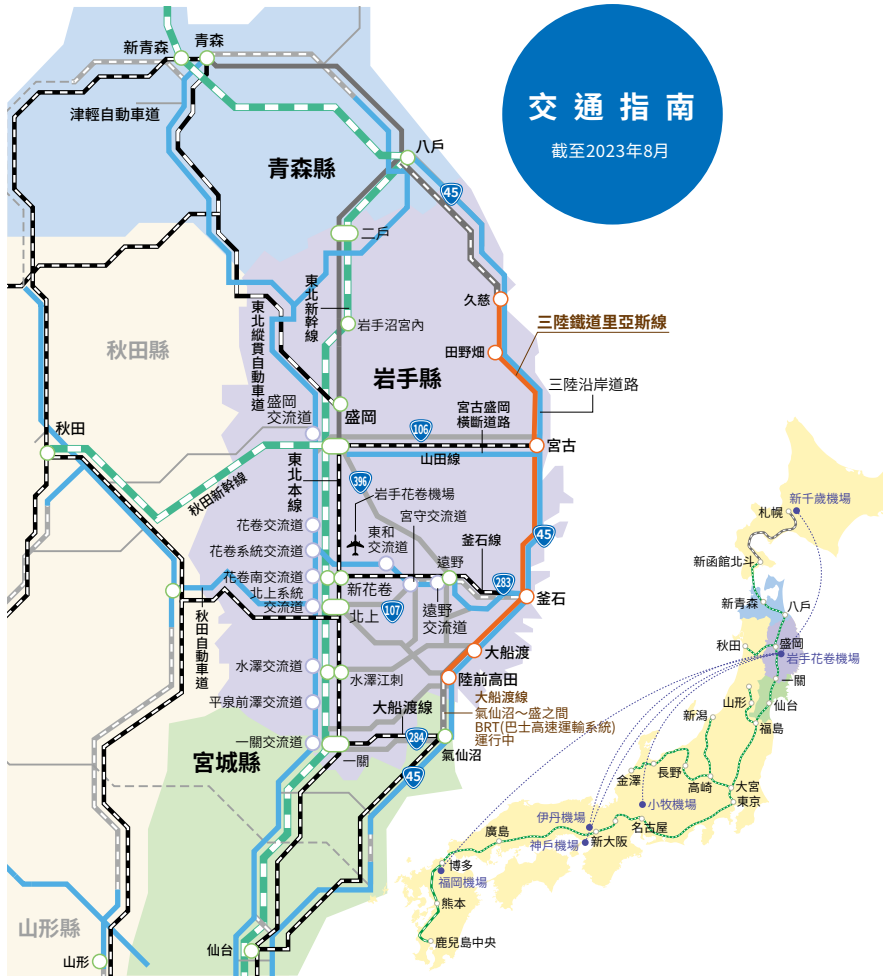 交通指南
截至2023年8月
新青森
青森
津輕自動車道
八戶
青森縣
45
二戶
東北新幹線
久慈
岩手沼宮內
三陸鐵道里亞斯線
田野畑
東北縱貫自動車道
秋田縣
岩手縣
三陸沿岸道路
盛岡
交流道
盛岡
宮古盛岡
橫斷道路
106
秋田
宮古
山田線
東北本線
秋田新幹線
396
岩手花卷機場
宮守交流道
花卷交流道
東和
交流道
釜石線
45
花卷系統交流道
遠野
花卷南交流道
新花卷
283
釜石
北上系統
交流道
北上
107
遠野
交流道
秋田自動車道
大船渡
水澤交流道
水澤江刺
陸前高田
平泉前澤交流道
大船渡線
大船渡線
氣仙沼～盛之間
BRT(巴士高速運輸系統)
運行中
一關交流道
284
宮城縣
一關
氣仙沼
45
山形縣
仙台
山形
新千歲機場
札幌
新函館北斗
新青森
八戶
秋田
盛岡
岩手花卷機場
一關
山形
仙台
新潟
福島
金澤
長野
高崎
大宮
東京
小牧機場
伊丹機場
名古屋
廣島
神戶機場
新大阪
博多
福岡機場
熊本
鹿兒島中央